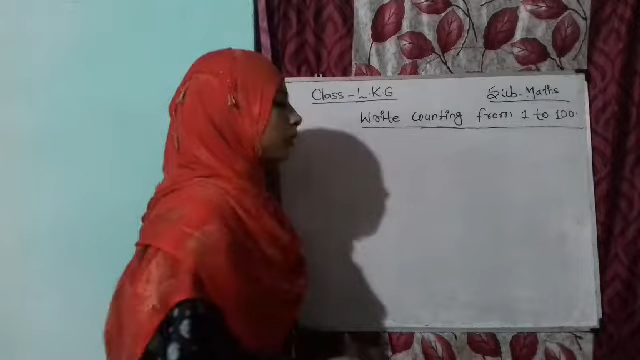 Class - L.K.G Sub. Maths
Write counting from 1 to 100.